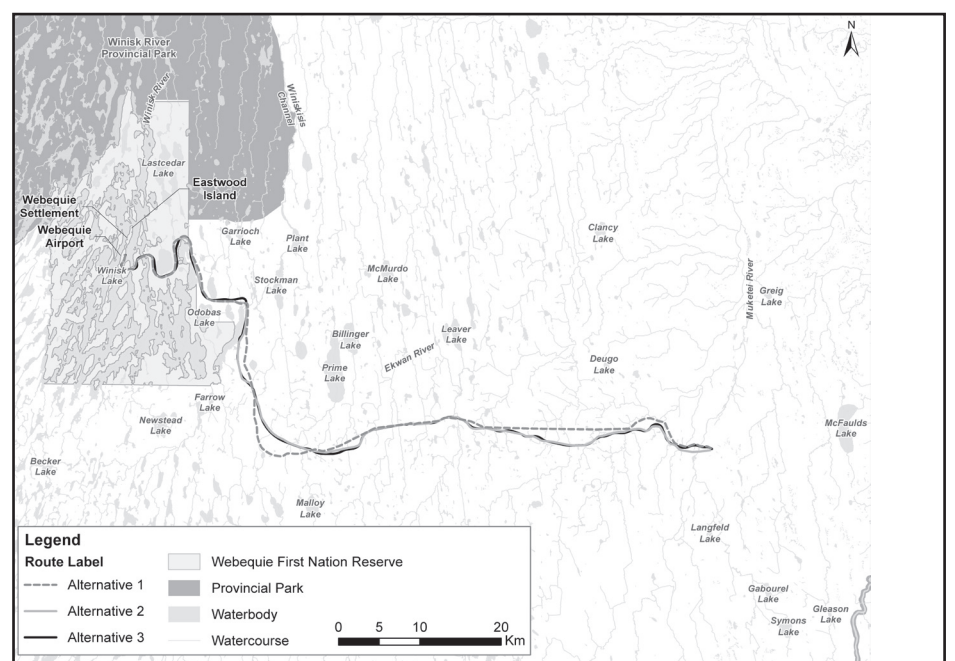 N
Winisk River
Provincial Park
Winisk River
Winiskisis
Channel
Lastcedar
Lake
Eastwood
Island
Webequie
Settlement
Webequie
Airport
Garrioch
Lake
Plant
Lake
Clancy
Lake
Winisk
Lake
Stockman
Lake
McMurdo
Lake
Muketei River
Greig
Lake
Odobas
Lake
Billinger
Lake
Leaver
Lake
Ekwan River
Prime
Lake
Deugo
Lake
Farrow
Lake
Newstead
Lake
McFaulds
Lake
Becker
Lake
Malloy
Lake
Langfeld
Lake
Gabourel
Lake
Gleason
Lake
Symons
Lake
Legend
Route Label
Alternative 1
Alternative 2
Alternative 3
Webequie First Nation Reserve
Provincial Park
Waterbody
Watercourse
0 5 10 20
Km